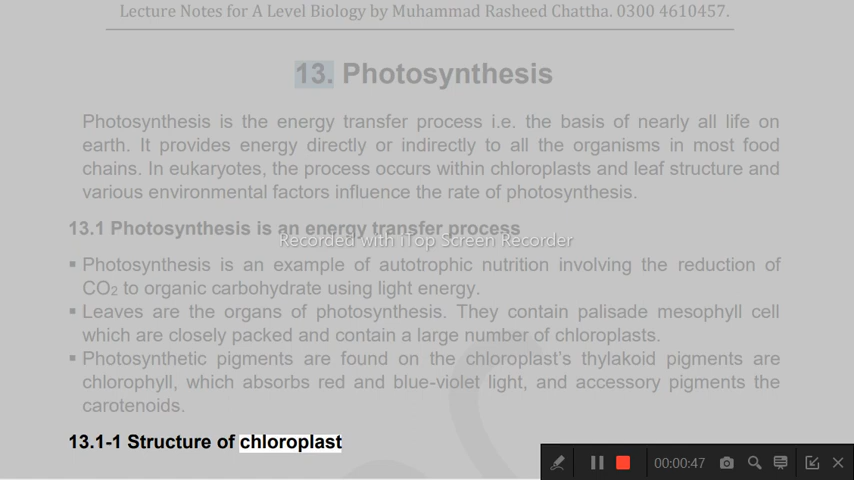 Lecture Notes for A Level Biology by Muhammad Rasheed Chattha. 0300 4610457.
13. Photosynthesis
Photosynthesis is the energy transfer process i.e. the basis of nearly all life on
earth. It provides energy directly or indirectly to all the organisms in most food
chains. In eukaryotes, the process occurs within chloroplasts and leaf structure and
various environmental factors influence the rate of photosynthesis.
13.1 Photosynthesis is an energy transfer process
Recorded with iTop Screen Recorder
▪ Photosynthesis is an example of autotrophic nutrition involving the reduction of
CO₂ to organic carbohydrate using light energy.
▪ Leaves are the organs of photosynthesis. They contain palisade mesophyll cell
which are closely packed and contain a large number of chloroplasts.
▪ Photosynthetic pigments are found on the chloroplast's thylakoid pigments are
chlorophyll, which absorbs red and blue-violet light, and accessory pigments the
carotenoids.
13.1-1 Structure of chloroplast
00:00:47